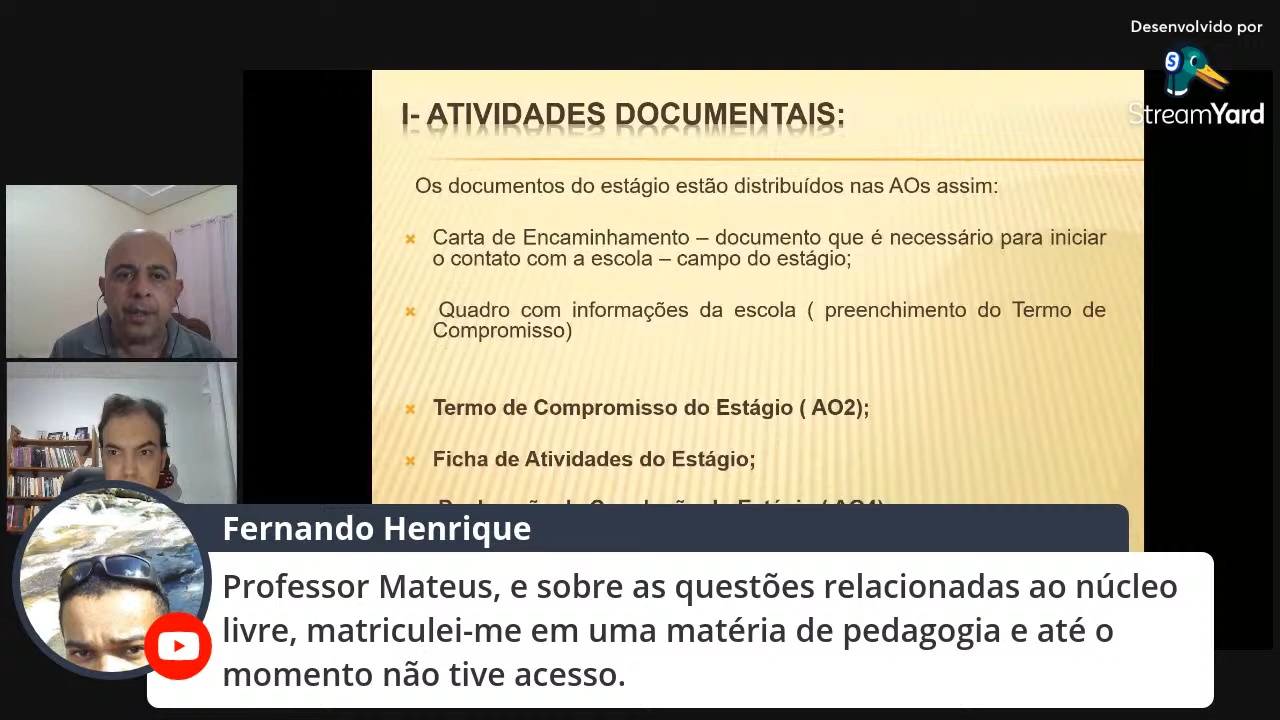 Desenvolvido por
StreamYard
I- ATIVIDADES DOCUMENTAIS:
Os documentos do estágio estão distribuídos nas AOs assim:
Carta de Encaminhamento – documento que é necessário para iniciar
o contato com a escola – campo do estágio;
Quadro com informações da escola ( preenchimento do Termo de
Compromisso)
Termo de Compromisso do Estágio ( AO2);
Ficha de Atividades do Estágio;
Fernando Henrique
Professor Mateus, e sobre as questões relacionadas ao núcleo
livre, matriculei-me em uma matéria de pedagogia e até o
momento não tive acesso.